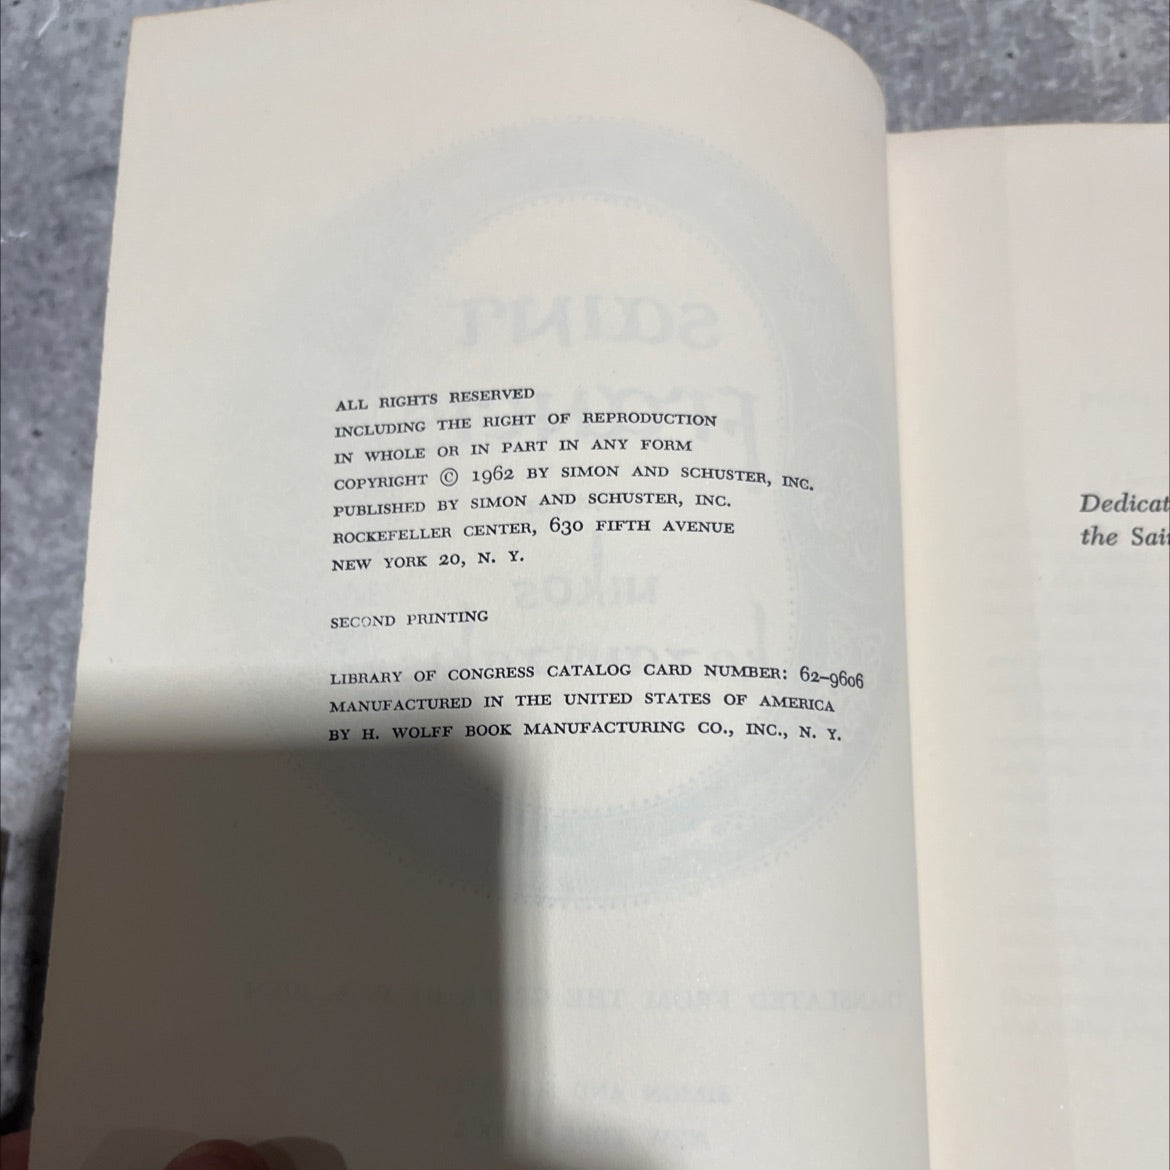 ALL RIGHTS RESERVED
INCLUDING THE RIGHT OF REPRODUCTION
IN WHOLE OR IN PART IN ANY FORM
COPYRIGHT © 1962 BY SIMON AND SCHUSTER, INC.
PUBLISHED BY SIMON AND SCHUSTER, INC.
ROCKEFELLER CENTER, 630 FIFTH AVENUE
NEW YORK 20, N. Y.
SECOND PRINTING
LIBRARY OF CONGRESS CATALOG CARD NUMBER: 62–9606
MANUFACTURED IN THE UNITED STATES OF AMERICA
BY H. WOLFF BOOK MANUFACTURING CO., INC., N. Y.
Dedicat
the Sai